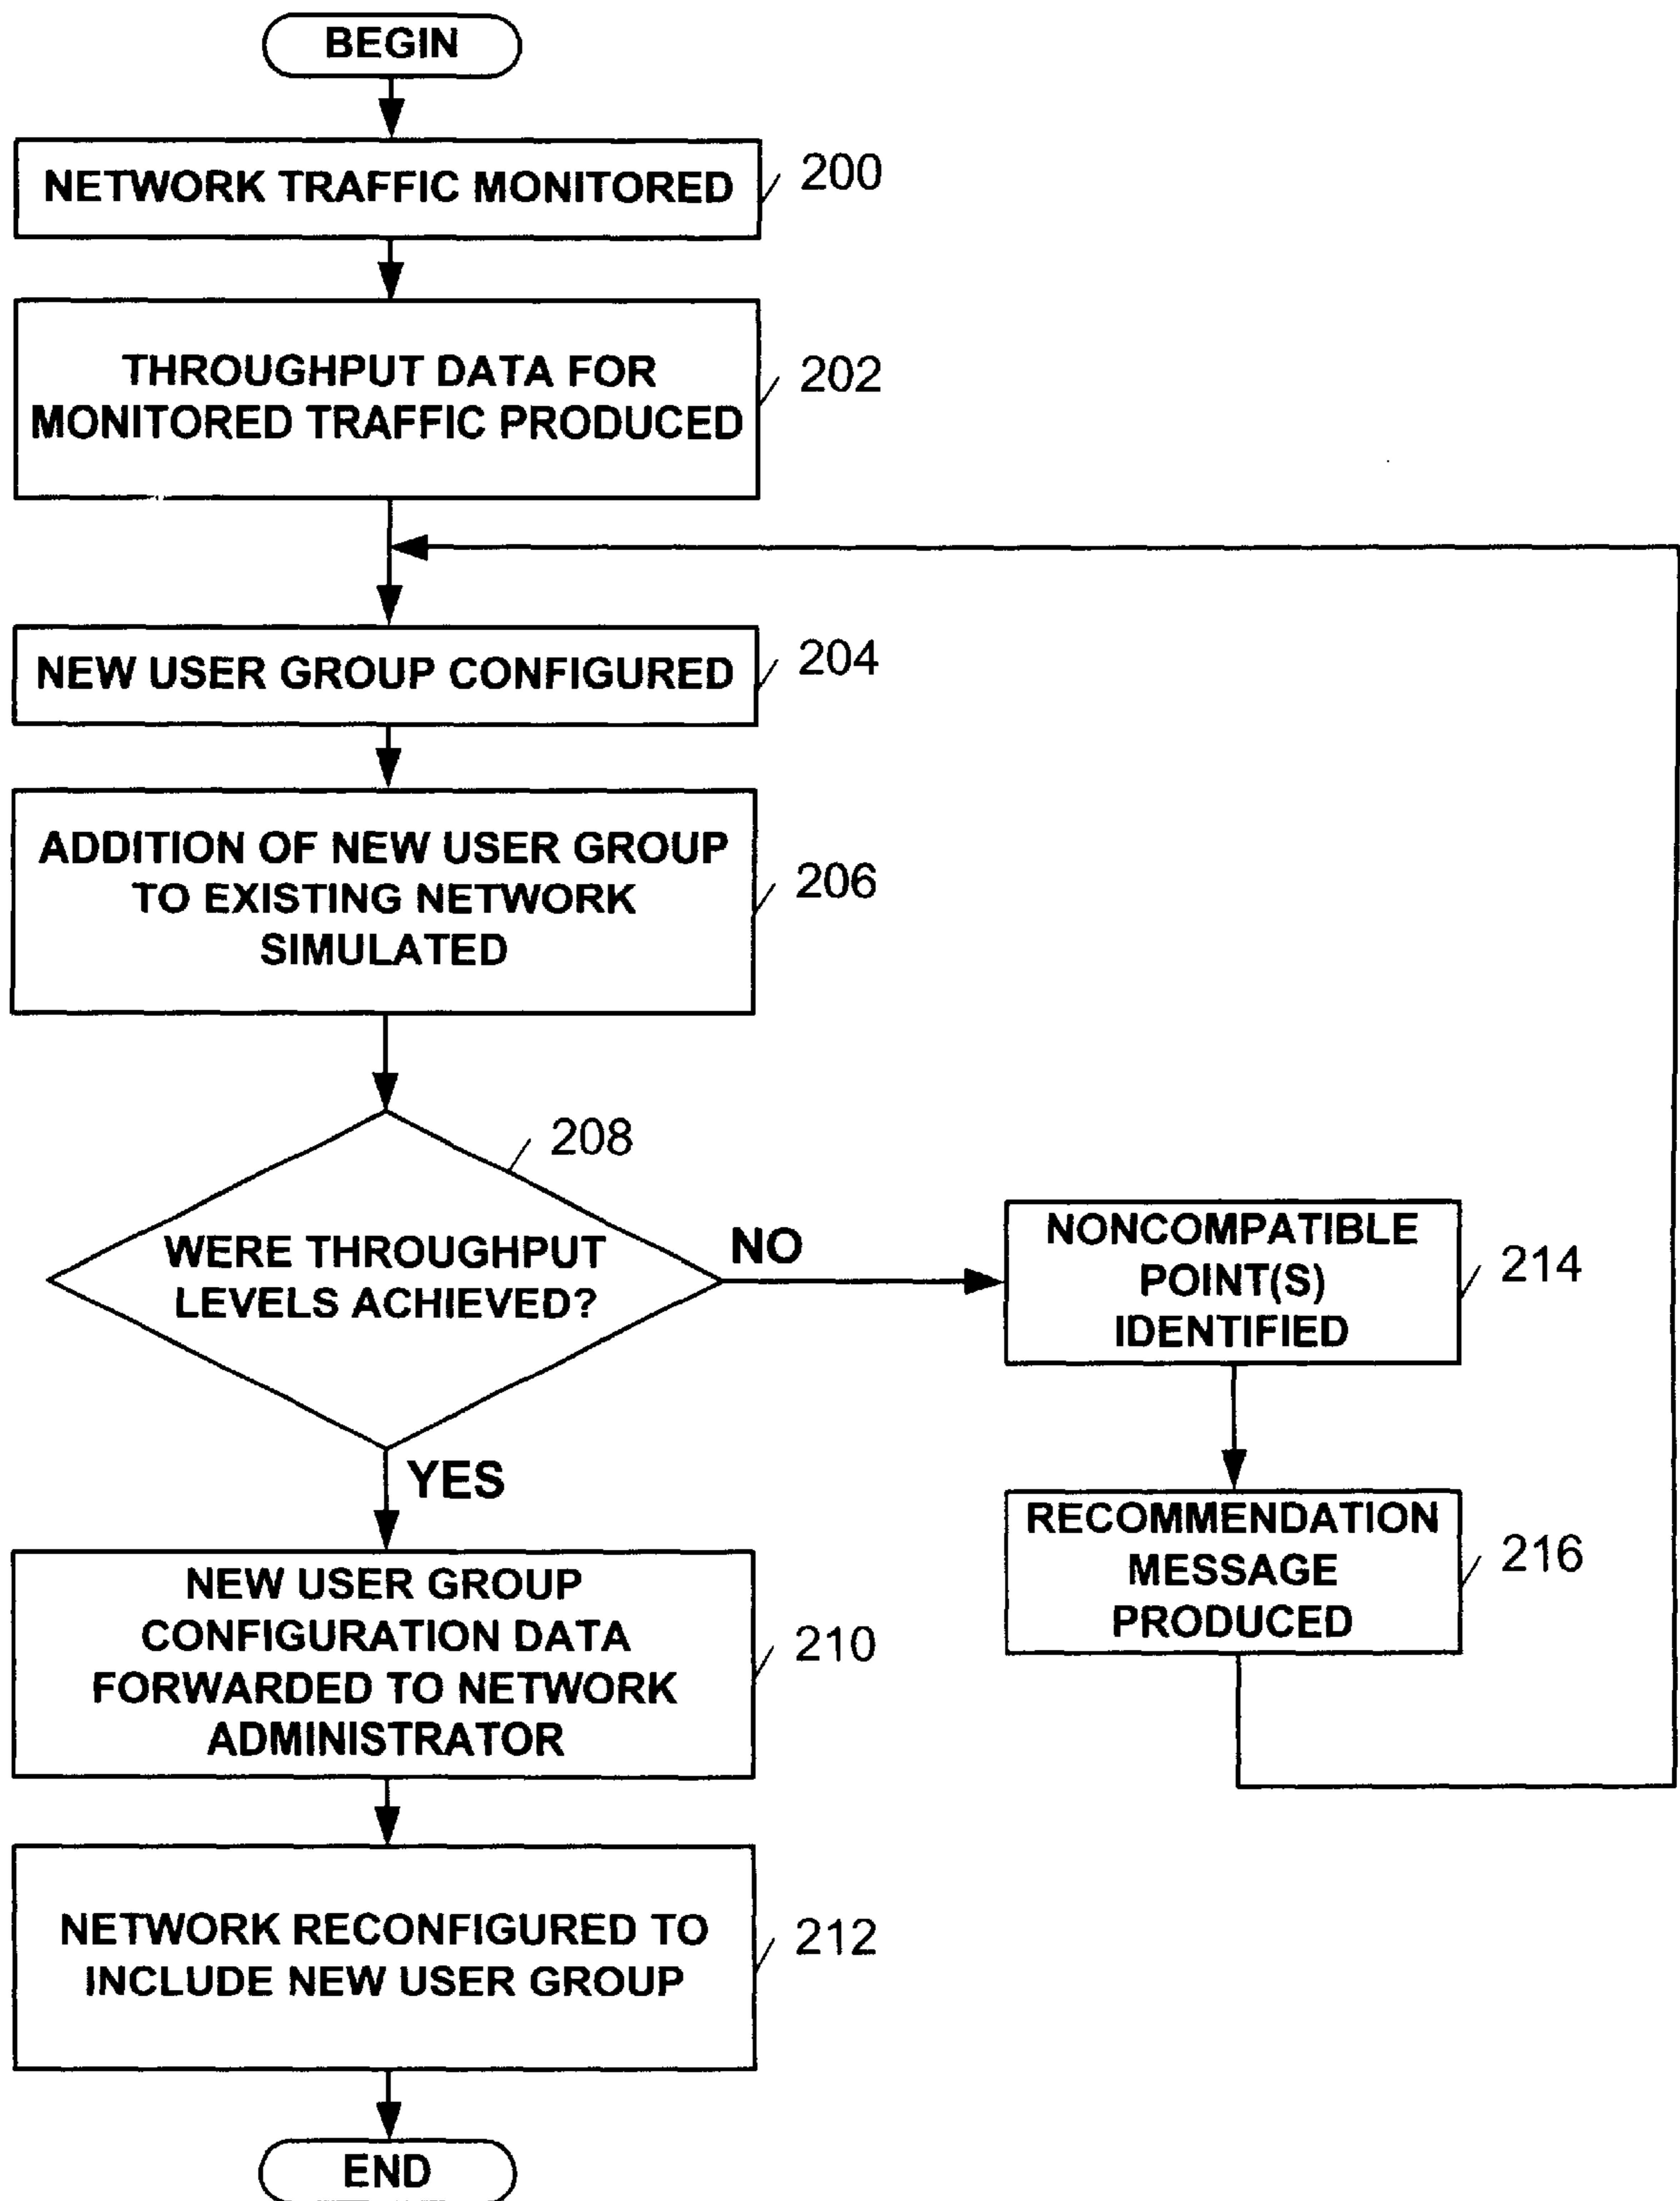 BEGIN
NETWORK TRAFFIC MONITORED
200
THROUGHPUT DATA FOR
MONITORED TRAFFIC PRODUCED
202
NEW USER GROUP CONFIGURED
204
ADDITION OF NEW USER GROUP
TO EXISTING NETWORK
SIMULATED
206
208
WERE THROUGHPUT
LEVELS ACHIEVED?
NO
NONCOMPATIBLE
POINT(S)
IDENTIFIED
214
YES
RECOMMENDATION
MESSAGE
PRODUCED
216
NEW USER GROUP
CONFIGURATION DATA
FORWARDED TO NETWORK
ADMINISTRATOR
210
NETWORK RECONFIGURED TO
INCLUDE NEW USER GROUP
212
END